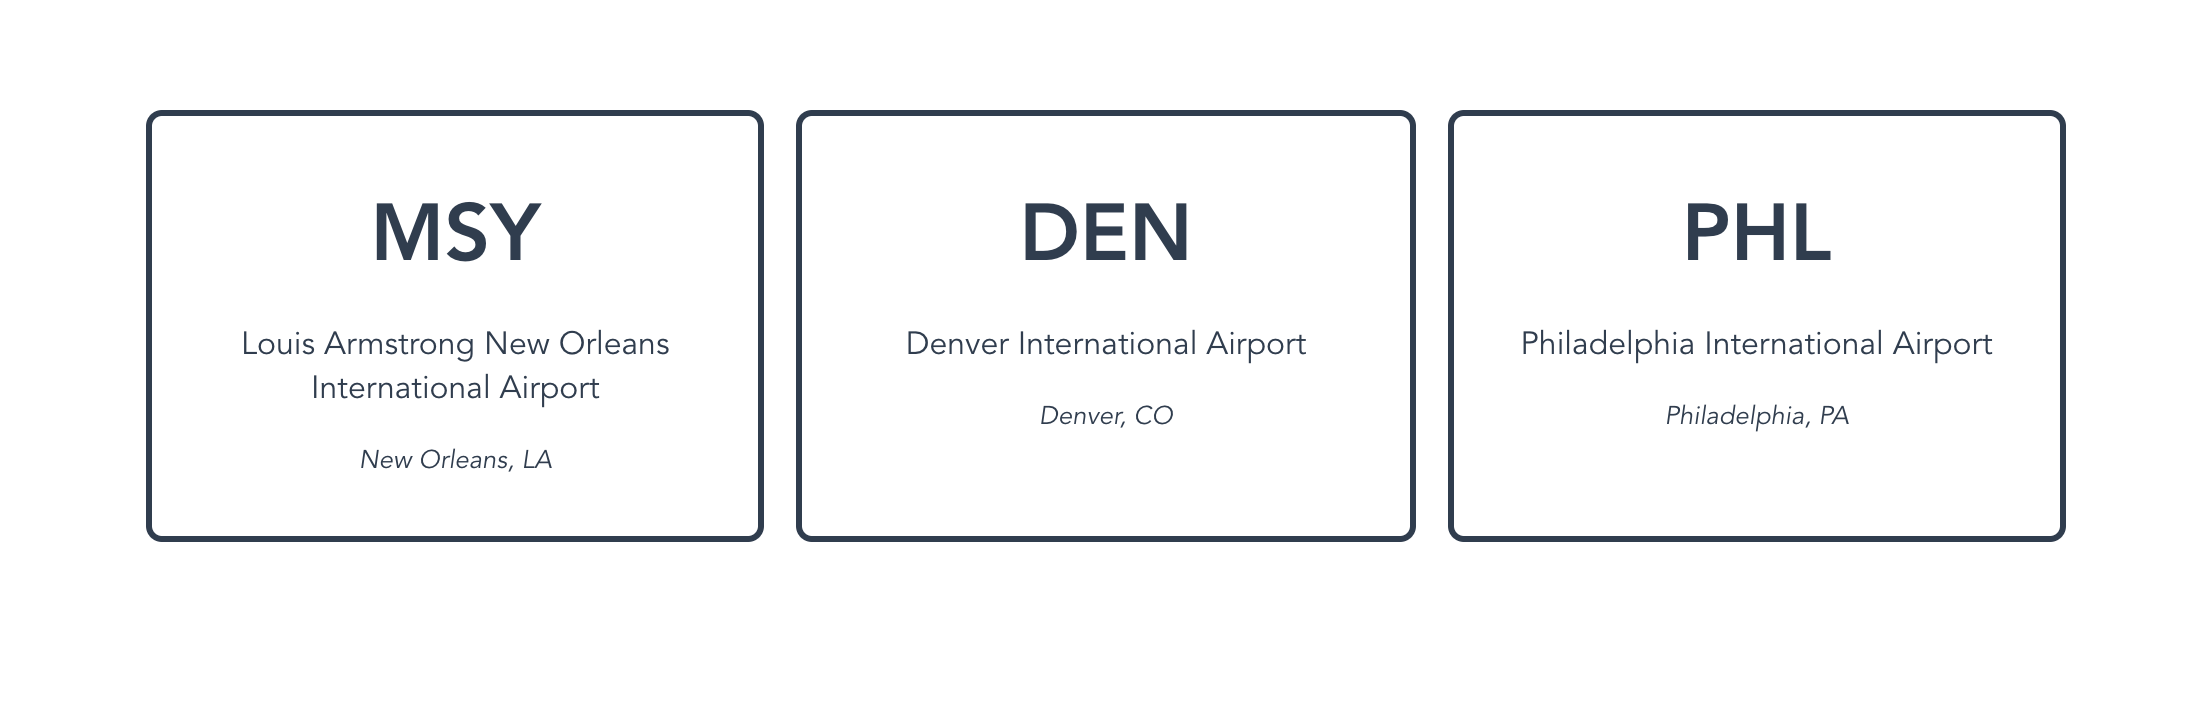 MSY
Louis Armstrong New Orleans
International Airport
New Orleans, LA
DEN
Denver International Airport
Denver, CO
PHL
Philadelphia International Airport
Philadelphia, PA